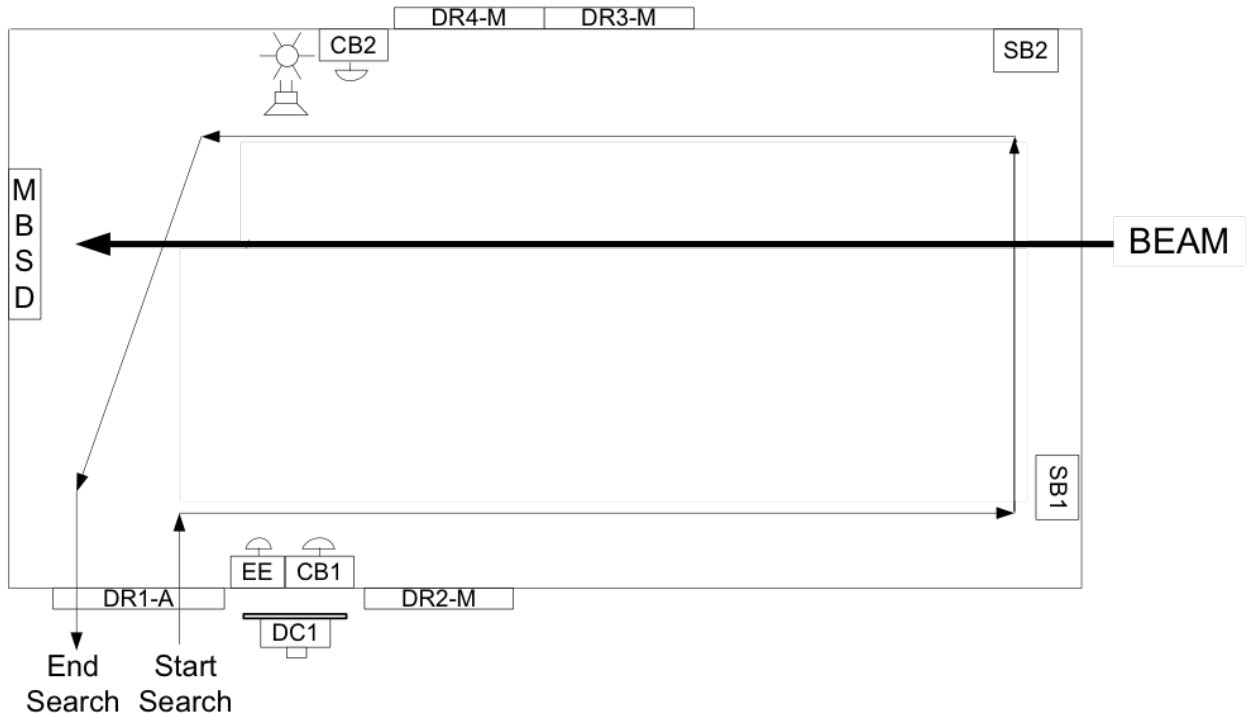 DR4-M
DR3-M
CB2
SB2
M
B
S
D
BEAM
SB1
EE
CB1
DR1-A
DR2-M
DC1
End
Search
Start
Search